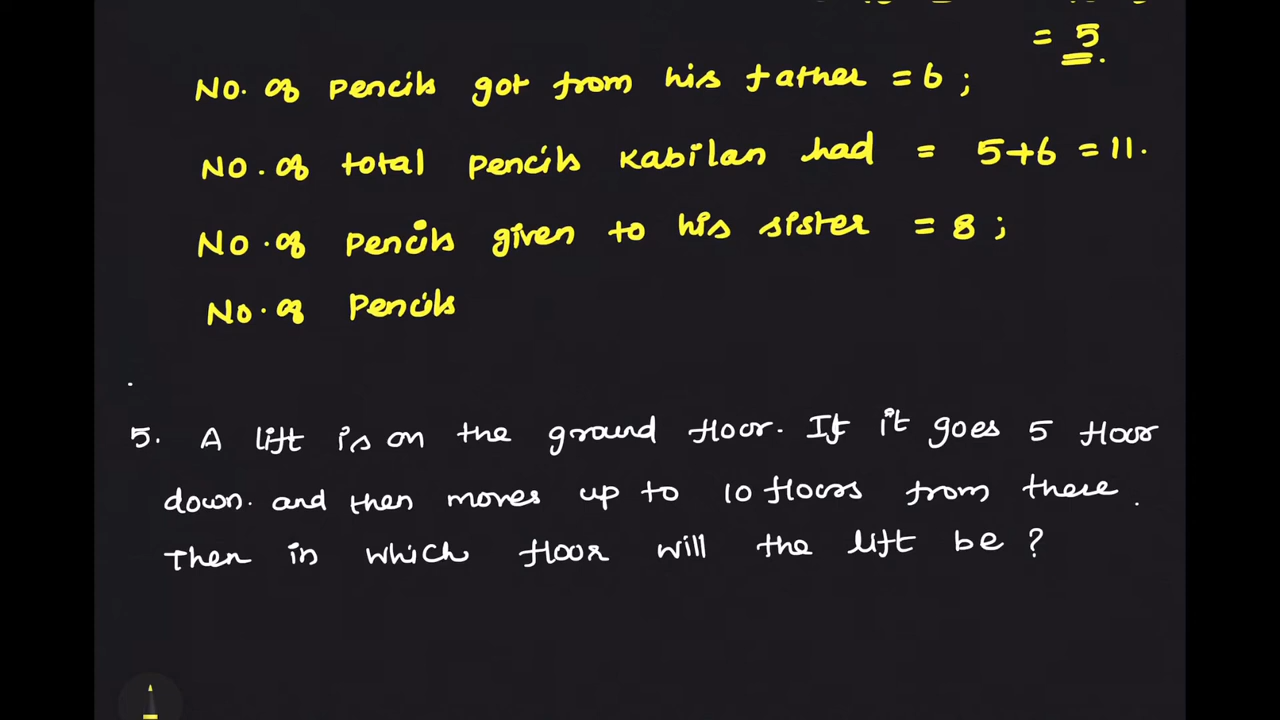 = 5.
No. of pencils got from his father = 6 ;
No. of total pencils Kabilan had = 5+6 = 11.
No. of pencils given to his sister = 8 ;
No. of Pencils
5. A lift is on the ground floor. If it goes 5 floor
down. and then moves up to 10 floors from there.
Then in which floor will the lift be ?